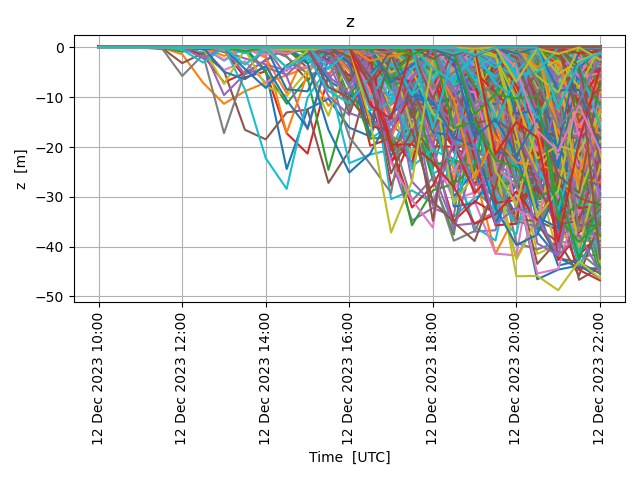 z
z [m]
0
−10
−20
−30
−40
−50
12 Dec 2023 10:00
12 Dec 2023 12:00
12 Dec 2023 14:00
12 Dec 2023 16:00
12 Dec 2023 18:00
12 Dec 2023 20:00
12 Dec 2023 22:00
Time [UTC]